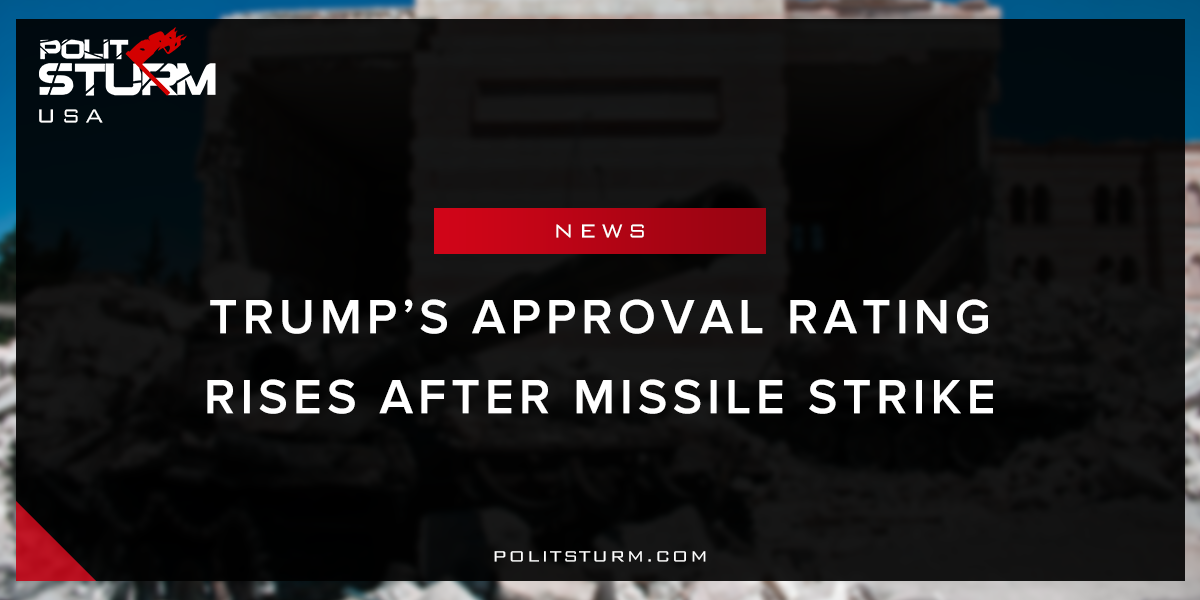 POLIT
STURM
USA
NEWS
TRUMP’S APPROVAL RATING
RISES AFTER MISSILE STRIKE
POLITSTURM.COM